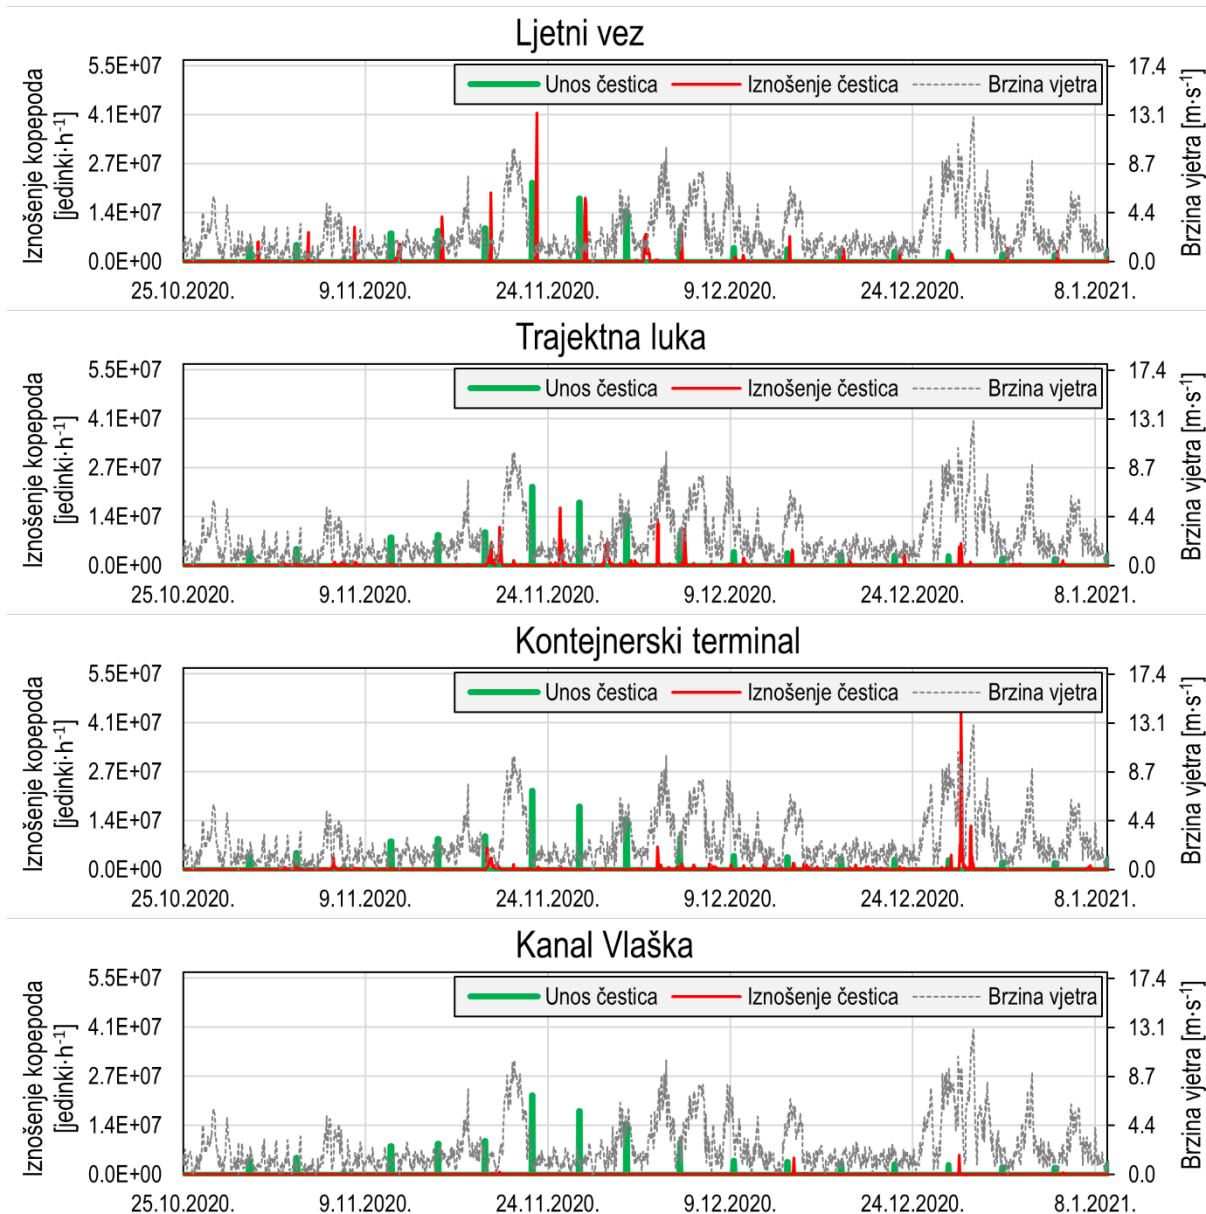 Ljetni vez
Iznošenje kopepoda
[jedinki·h⁻¹]
5.5E+07
4.1E+07
2.7E+07
1.4E+07
0.0E+00
Unos čestica Iznošenje čestica Brzina vjetra
17.4
13.1
8.7
4.4
0.0
Brzina vjetra [m·s⁻¹]
25.10.2020. 9.11.2020. 24.11.2020. 9.12.2020. 24.12.2020. 8.1.2021.
Trajektna luka
Iznošenje kopepoda
[jedinki·h⁻¹]
5.5E+07
4.1E+07
2.7E+07
1.4E+07
0.0E+00
Unos čestica Iznošenje čestica Brzina vjetra
17.4
13.1
8.7
4.4
0.0
Brzina vjetra [m·s⁻¹]
25.10.2020. 9.11.2020. 24.11.2020. 9.12.2020. 24.12.2020. 8.1.2021.
Kontejnerski terminal
Iznošenje kopepoda
[jedinki·h⁻¹]
5.5E+07
4.1E+07
2.7E+07
1.4E+07
0.0E+00
Unos čestica Iznošenje čestica Brzina vjetra
17.4
13.1
8.7
4.4
0.0
Brzina vjetra [m·s⁻¹]
25.10.2020. 9.11.2020. 24.11.2020. 9.12.2020. 24.12.2020. 8.1.2021.
Kanal Vlaška
Iznošenje kopepoda
[jedinki·h⁻¹]
5.5E+07
4.1E+07
2.7E+07
1.4E+07
0.0E+00
Unos čestica Iznošenje čestica Brzina vjetra
17.4
13.1
8.7
4.4
0.0
Brzina vjetra [m·s⁻¹]
25.10.2020. 9.11.2020. 24.11.2020. 9.12.2020. 24.12.2020. 8.1.2021.